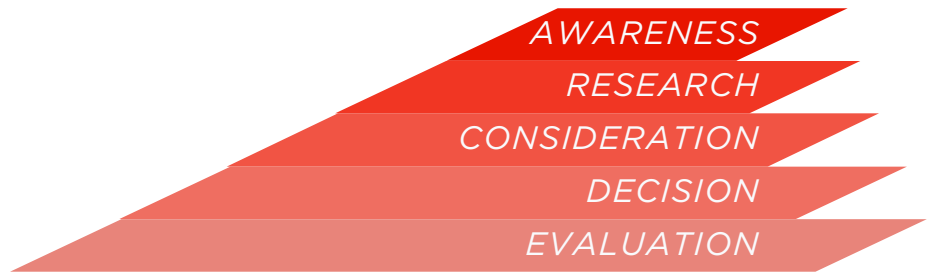 AWARENESS
RESEARCH
CONSIDERATION
DECISION
EVALUATION